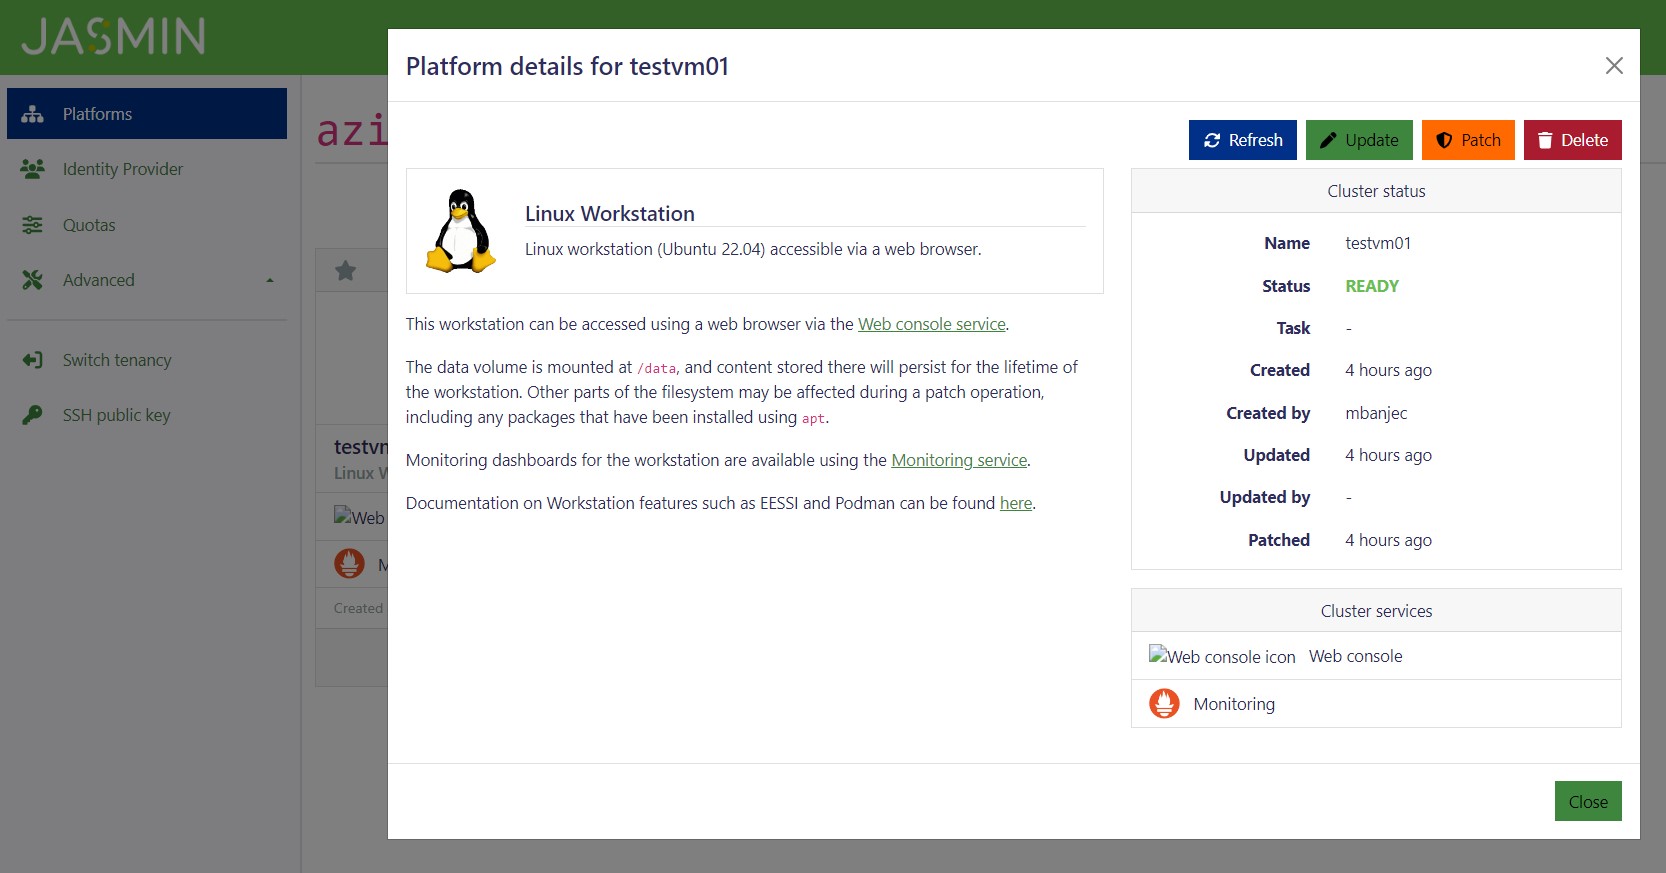 JASMIN
Platforms
Identity Provider
Quotas
Advanced
Switch tenancy
SSH public key
azi
Linux W
Web
M
Created
Platform details for testvm01
Refresh
Update
Patch
Delete
Linux Workstation
Linux workstation (Ubuntu 22.04) accessible via a web browser.
This workstation can be accessed using a web browser via the Web console service.
The data volume is mounted at /data, and content stored there will persist for the lifetime of
the workstation. Other parts of the filesystem may be affected during a patch operation,
including any packages that have been installed using apt.
Monitoring dashboards for the workstation are available using the Monitoring service.
Documentation on Workstation features such as EESSI and Podman can be found here.
Cluster status
Name testvm01
Status READY
Task -
Created 4 hours ago
Created by mbanjec
Updated 4 hours ago
Updated by -
Patched 4 hours ago
Cluster services
Web console icon Web console
Monitoring
Close